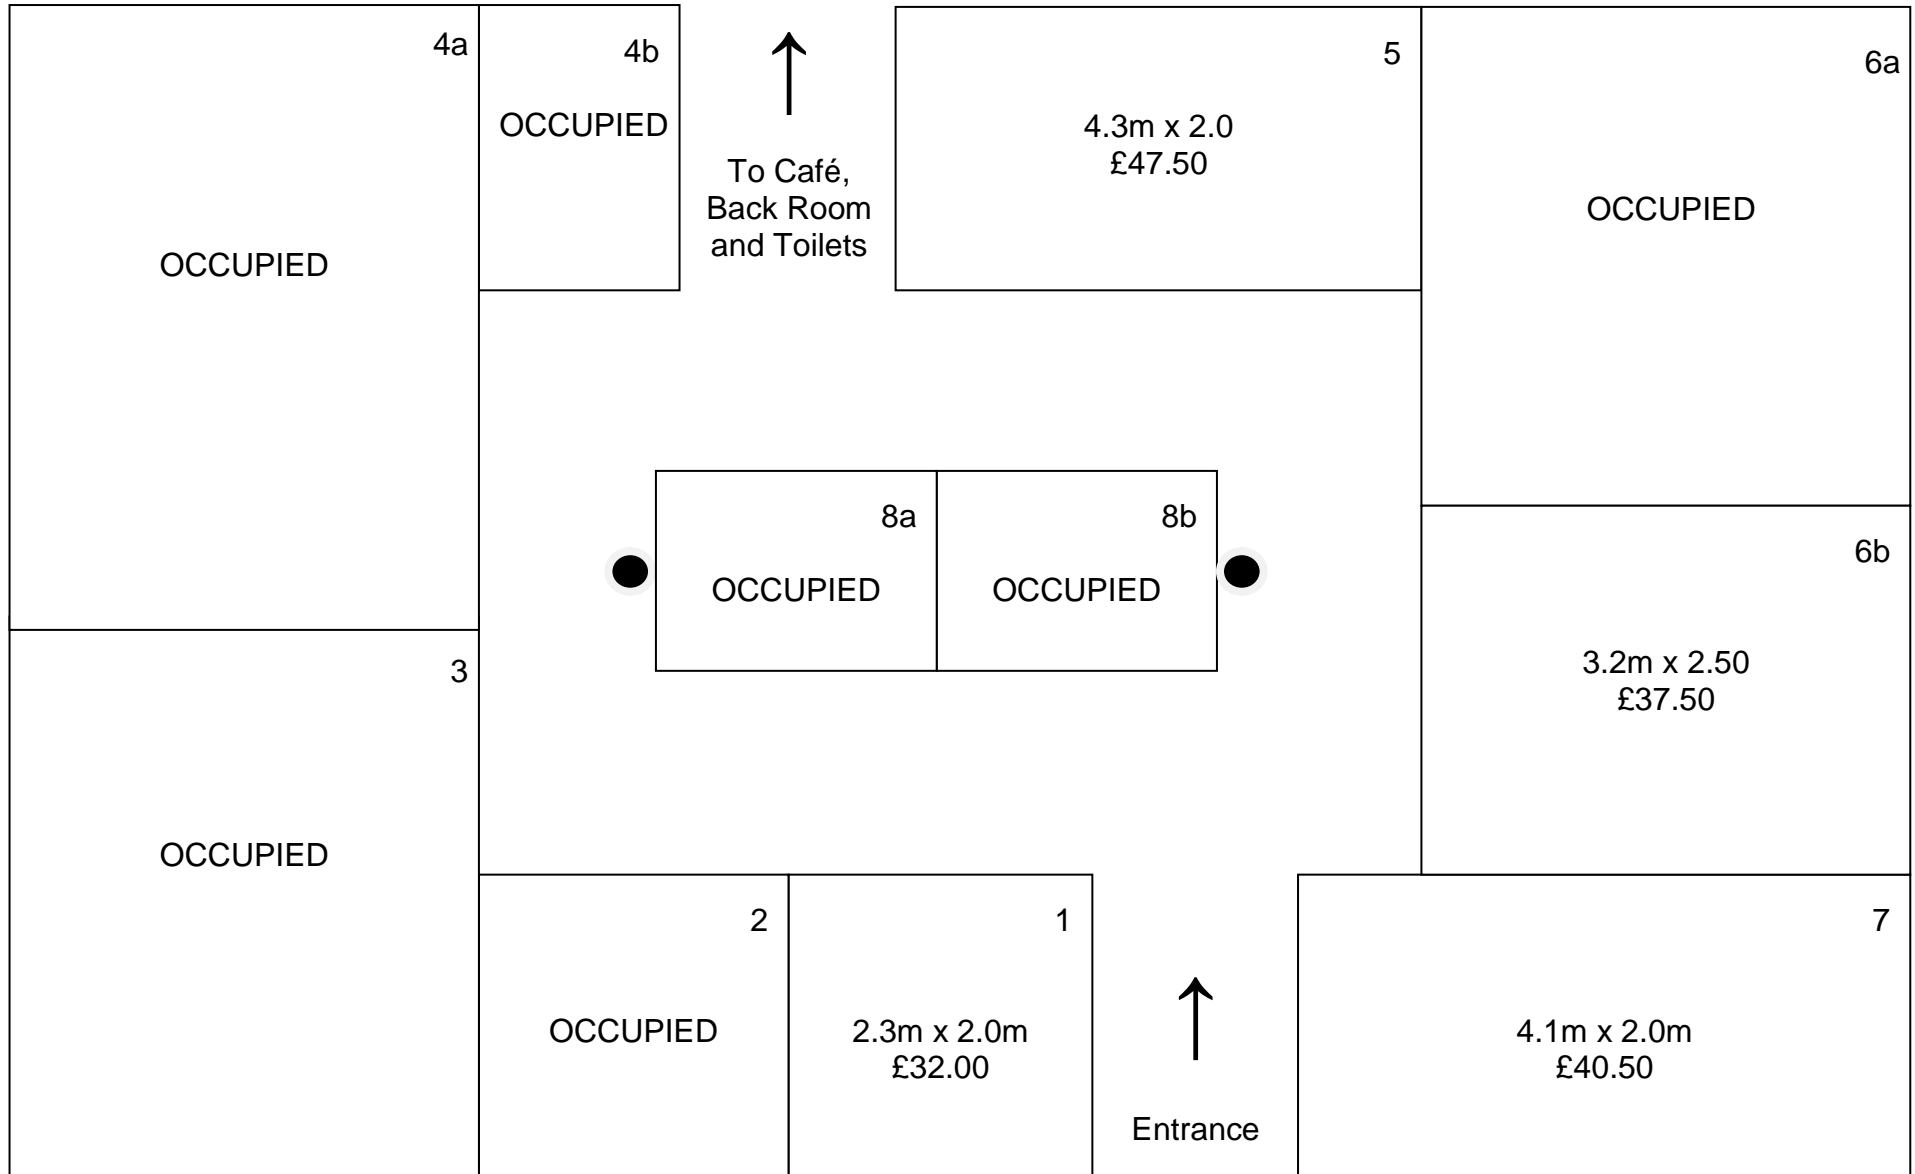 4a
OCCUPIED
4b
OCCUPIED
To Café,
Back Room
and Toilets
5
4.3m x 2.0
£47.50
6a
OCCUPIED
8a
OCCUPIED
8b
OCCUPIED
6b
3.2m x 2.50
£37.50
3
OCCUPIED
2
OCCUPIED
1
2.3m x 2.0m
£32.00
Entrance
7
4.1m x 2.0m
£40.50